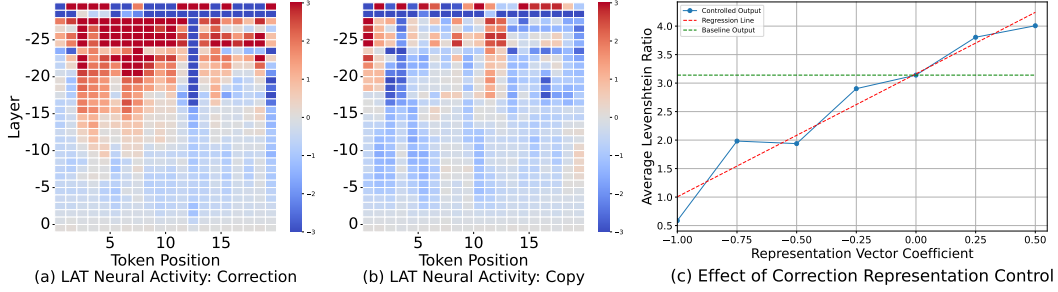 Layer
-25
-20
-15
-10
-5
0
5 10 15
Token Position
3
2
1
0
−1
−2
−3
(a) LAT Neural Activity: Correction
-25
-20
-15
-10
-5
0
5 10 15
Token Position
3
2
1
0
−1
−2
−3
(b) LAT Neural Activity: Copy
Controlled Output
Regression Line
Baseline Output
Average Levenshtein Ratio
4.0
3.5
3.0
2.5
2.0
1.5
1.0
0.5
−1.00 −0.75 −0.50 −0.25 0.00 0.25 0.50
Representation Vector Coefficient
(c) Effect of Correction Representation Control